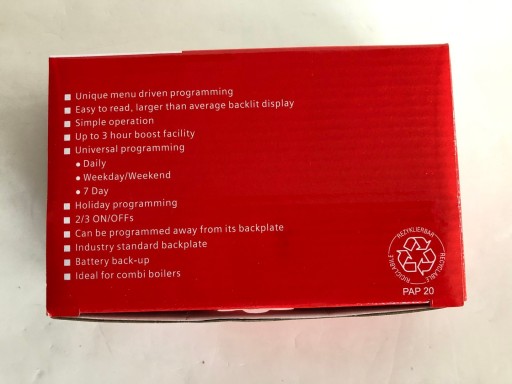 ■ Unique menu driven programming
■ Easy to read, larger than average backlit display
■ Simple operation
■ Up to 3 hour boost facility
■ Universal programming
• Daily
• Weekday/Weekend
• 7 Day
■ Holiday programming
■ 2/3 ON/OFFs
■ Can be programmed away from its backplate
■ Industry standard backplate
■ Battery back-up
■ Ideal for combi boilers
REZYKLIERBAR
RECYCLABLE
RICICLABILE
PAP 20